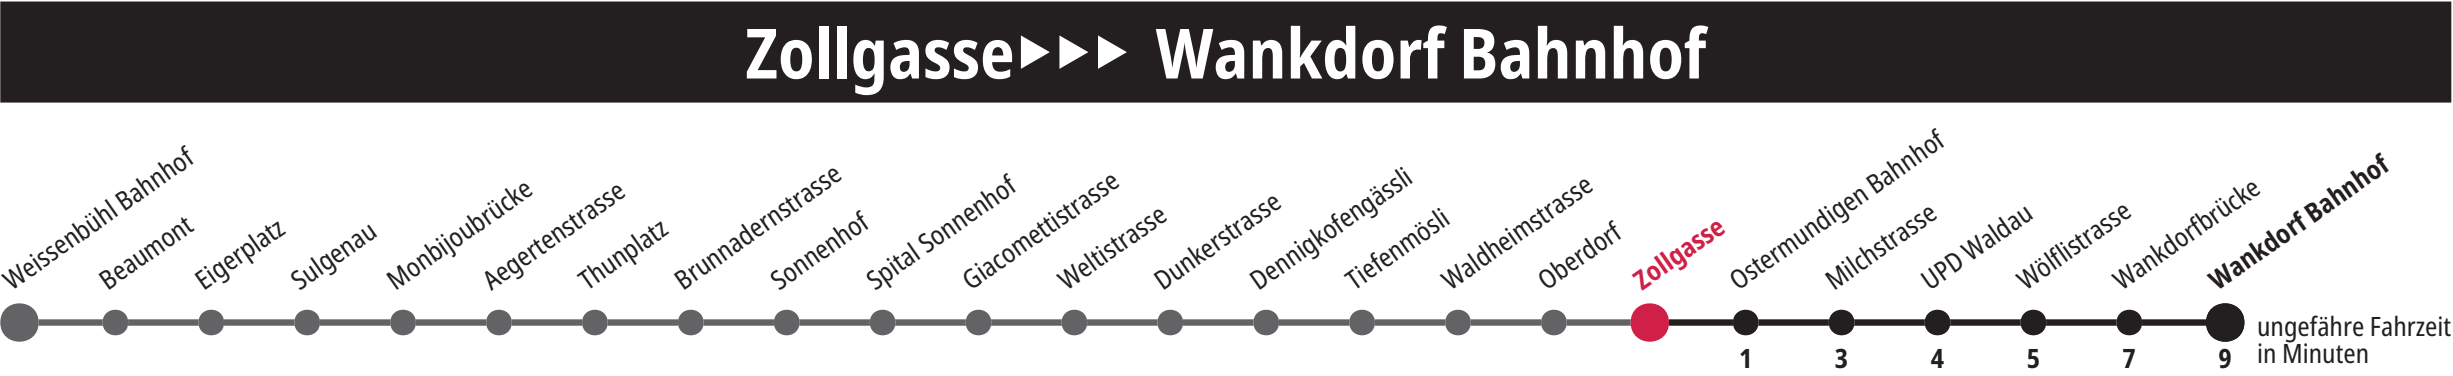 Zollgasse▶▶▶ Wankdorf Bahnhof
Weissenbühl Bahnhof
Beaumont
Eigerplatz
Sulgenau
Monbijoubrücke
Aegertenstrasse
Thunplatz
Brunnadernstrasse
Sonnenhof
Spital Sonnenhof
Giacomettistrasse
Weltistrasse
Dunkerstrasse
Dennigkofengässli
Tiefenmösli
Waldheimstrasse
Oberdorf
Zollgasse
Ostermundigen Bahnhof
Milchstrasse
UPD Waldau
Wölflistrasse
Wankdorfbrücke
Wankdorf Bahnhof
1 3 4 5 7 9
ungefähre Fahrzeit
in Minuten